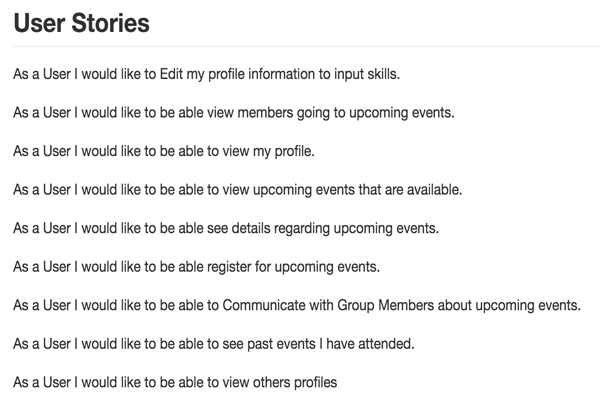 User Stories
As a User I would like to Edit my profile information to input skills.
As a User I would like to be able view members going to upcoming events.
As a User I would like to be able to view my profile.
As a User I would like to be able to view upcoming events that are available.
As a User I would like to be able see details regarding upcoming events.
As a User I would like to be able register for upcoming events.
As a User I would like to be able to Communicate with Group Members about upcoming events.
As a User I would like to be able to see past events I have attended.
As a User I would like to be able to view others profiles